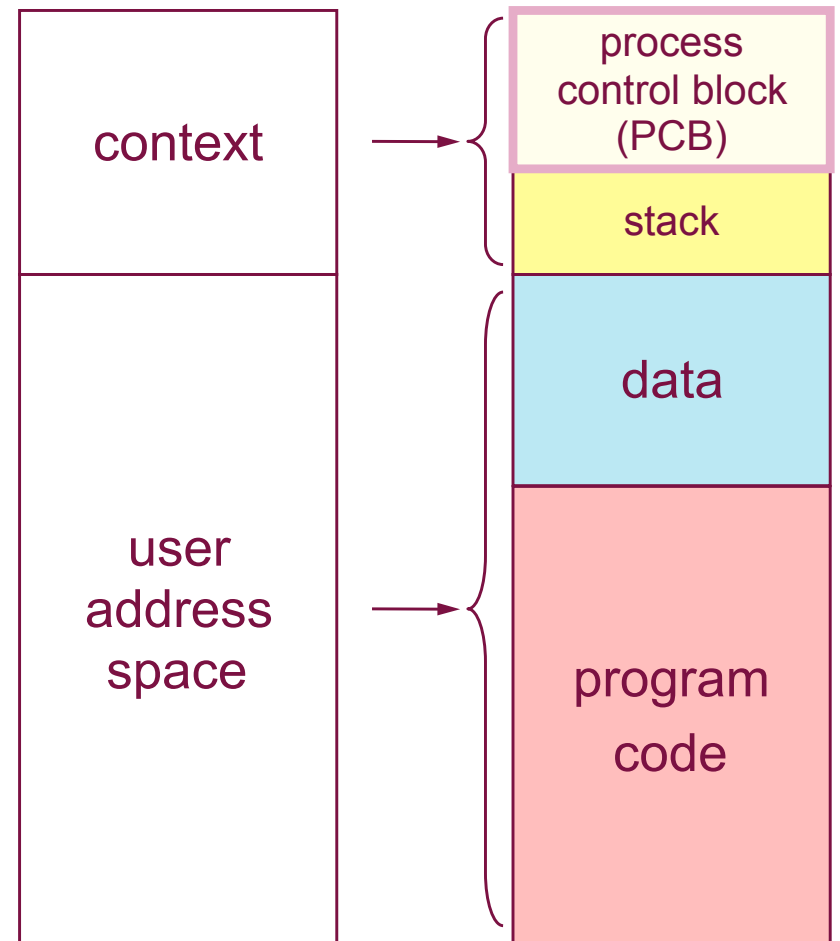 context
user
address
space
process
control block
(PCB)
stack
data
program
code